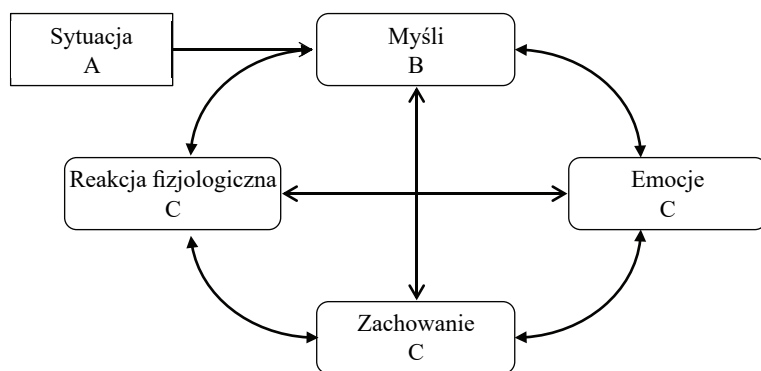 Sytuacja
A
Myśli
B
Reakcja fizjologiczna
C
Emocje
C
Zachowanie
C